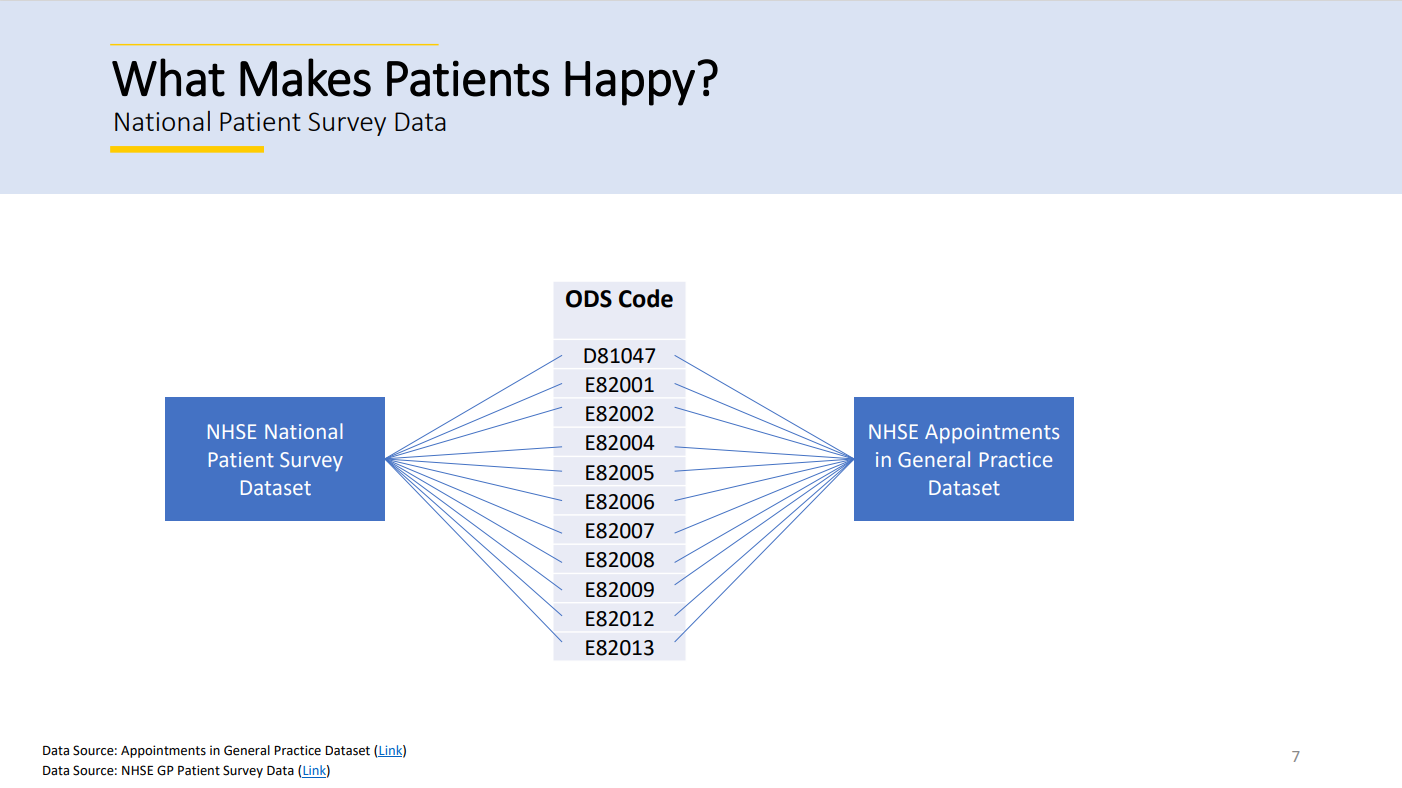 What Makes Patients Happy?
National Patient Survey Data
ODS Code
D81047
E82001
E82002
E82004
E82005
E82006
E82007
E82008
E82009
E82012
E82013
NHSE National
Patient Survey
Dataset
NHSE Appointments
in General Practice
Dataset
Data Source: Appointments in General Practice Dataset (Link)
Data Source: NHSE GP Patient Survey Data (Link)
7